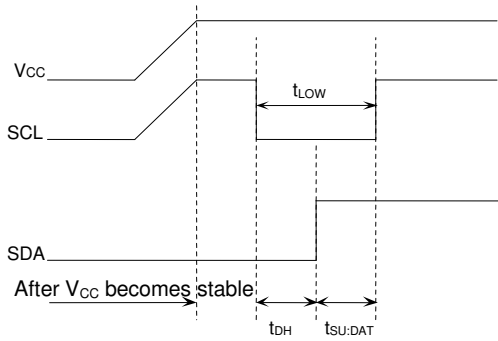 VCC
tLOW
SCL
SDA
After VCC becomes stable
tDH
tSU:DAT